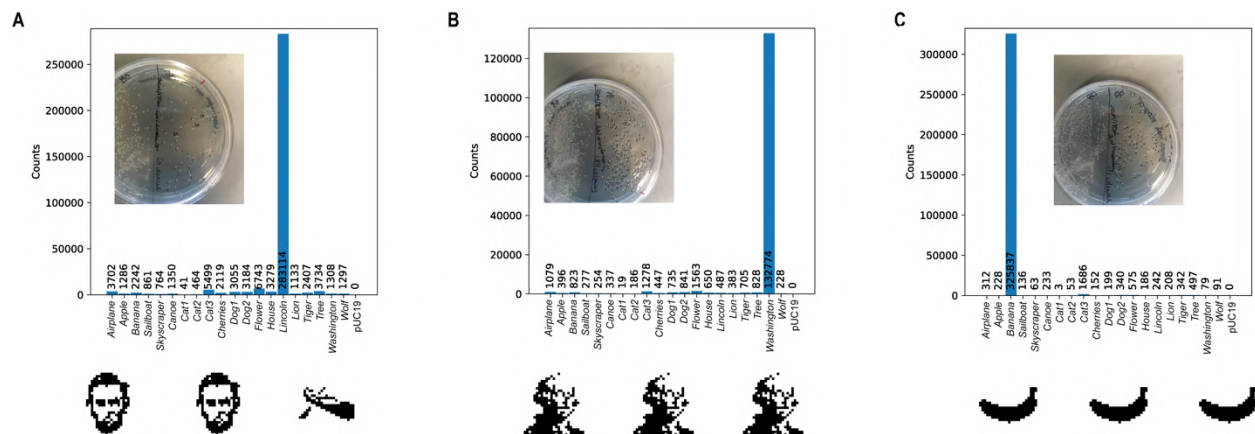 A
B
C
250000
200000
150000
100000
50000
0
Counts
3702
1286
2242
861
764
1350
41
464
5499
2119
3055
3184
6743
3279
283114
1133
2407
3734
1308
1297
0
Airplane
Apple
Banana
Sailboat
Skyscraper
Canoe
Cat1
Cat2
Cat3
Cherries
Dog1
Dog2
Flower
House
Lincoln
Lion
Tiger
Tree
Washington
Wolf
pUC19
120000
100000
80000
60000
40000
20000
0
Counts
1079
396
823
277
254
337
19
186
1278
447
735
841
1563
650
487
383
705
828
132774
228
0
Airplane
Apple
Banana
Sailboat
Skyscraper
Canoe
Cat1
Cat2
Cat3
Cherries
Dog1
Dog2
Flower
House
Lincoln
Lion
Tiger
Tree
Washington
Wolf
pUC19
300000
250000
200000
150000
100000
50000
0
Counts
312
228
325837
136
63
233
3
53
1686
152
199
240
575
186
242
208
342
497
79
91
0
Airplane
Apple
Banana
Sailboat
Skyscraper
Canoe
Cat1
Cat2
Cat3
Cherries
Dog1
Dog2
Flower
House
Lincoln
Lion
Tiger
Tree
Washington
Wolf
pUC19